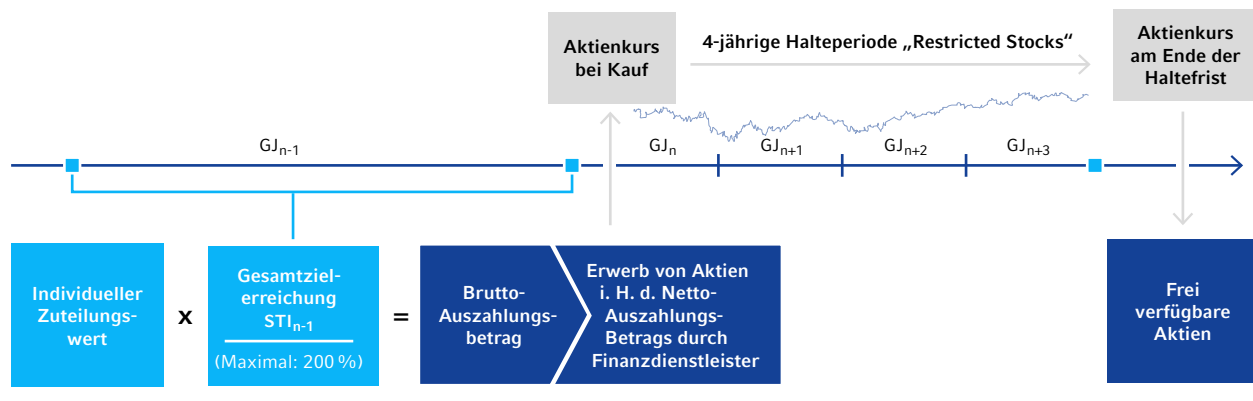 Aktienkurs
bei Kauf
4-jährige Halteperiode „Restricted Stocks“
Aktienkurs
am Ende der
Haltefrist
GJn-1
GJn
GJn+1
GJn+2
GJn+3
Individueller
Zuteilungs-
wert
x
Gesamtziel-
erreichung
STIn-1
(Maximal: 200 %)
=
Brutto-
Auszahlungs-
betrag
Erwerb von Aktien
i. H. d. Netto-
Auszahlungs-
Betrags durch
Finanzdienstleister
Frei
verfügbare
Aktien